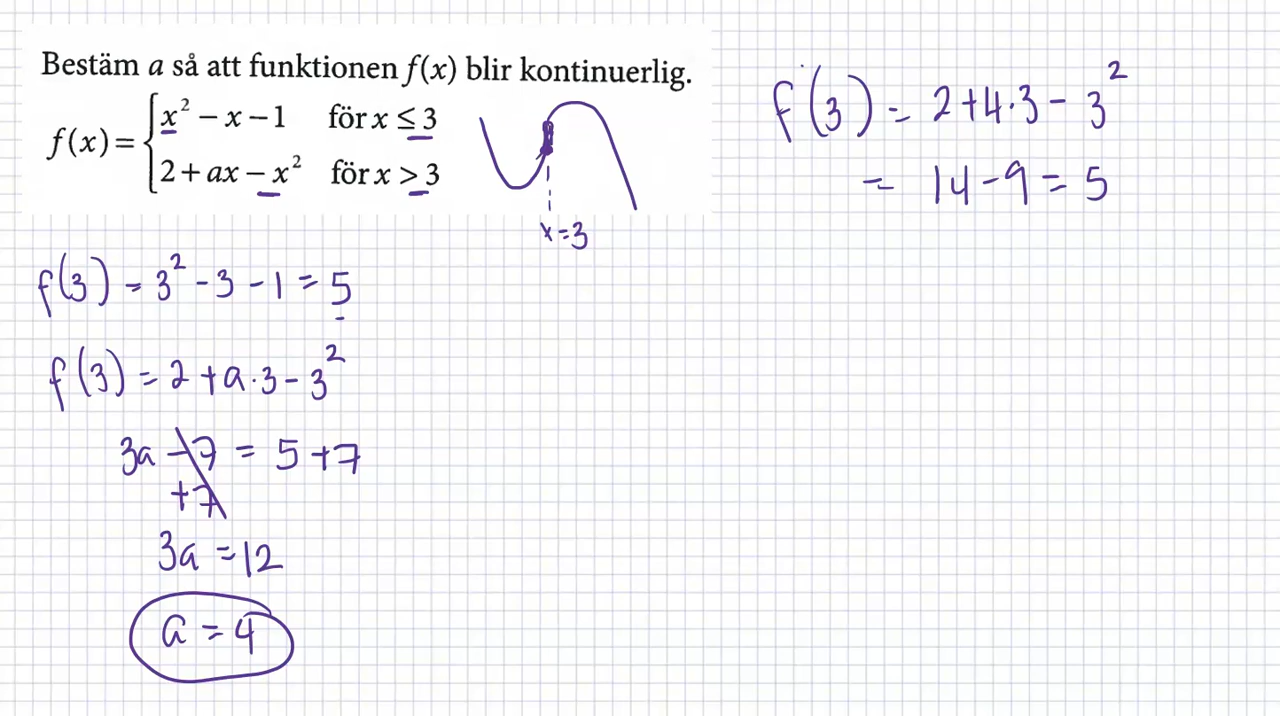 Bestäm a så att funktionen f(x) blir kontinuerlig.
f(x) = { x² − x − 1 för x ≤ 3
2 + ax − x² för x > 3
x = 3
f(3) = 3² - 3 - 1 = 5
f(3) = 2 + a·3 - 3²
3a - 7 = 5 + 7
+7
3a = 12
a = 4
f(3) = 2 + 4·3 - 3²
= 14 - 9 = 5